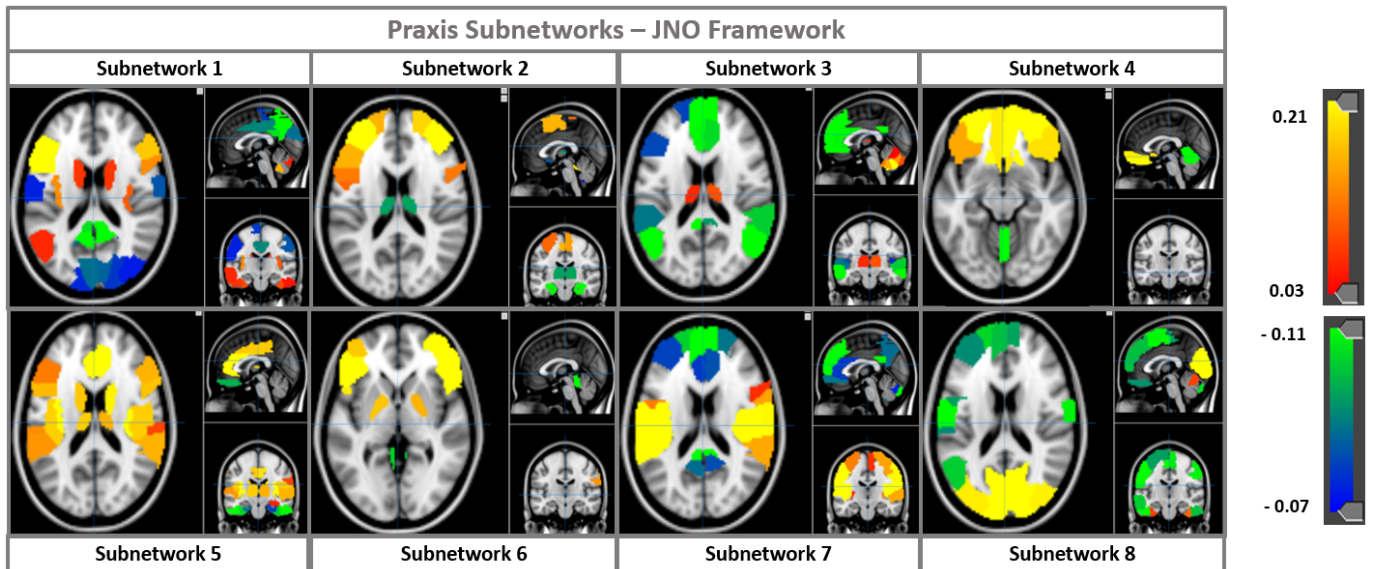 Praxis Subnetworks – JNO Framework
Subnetwork 1
Subnetwork 2
Subnetwork 3
Subnetwork 4
0.21
0.03
- 0.11
- 0.07
Subnetwork 5
Subnetwork 6
Subnetwork 7
Subnetwork 8